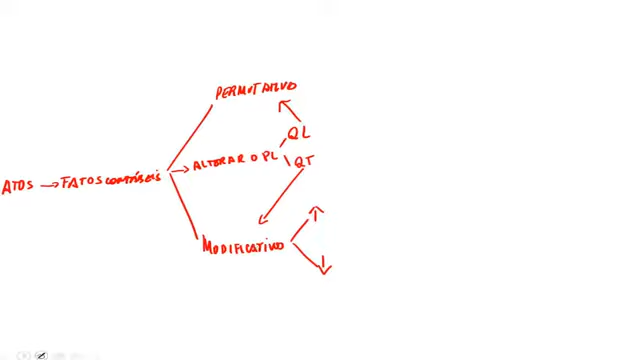 PERMUTATIVO
QL
ALTERAR O PL
QT
ATOS → FATOS CONTÁBEIS
MODIFICATIVO